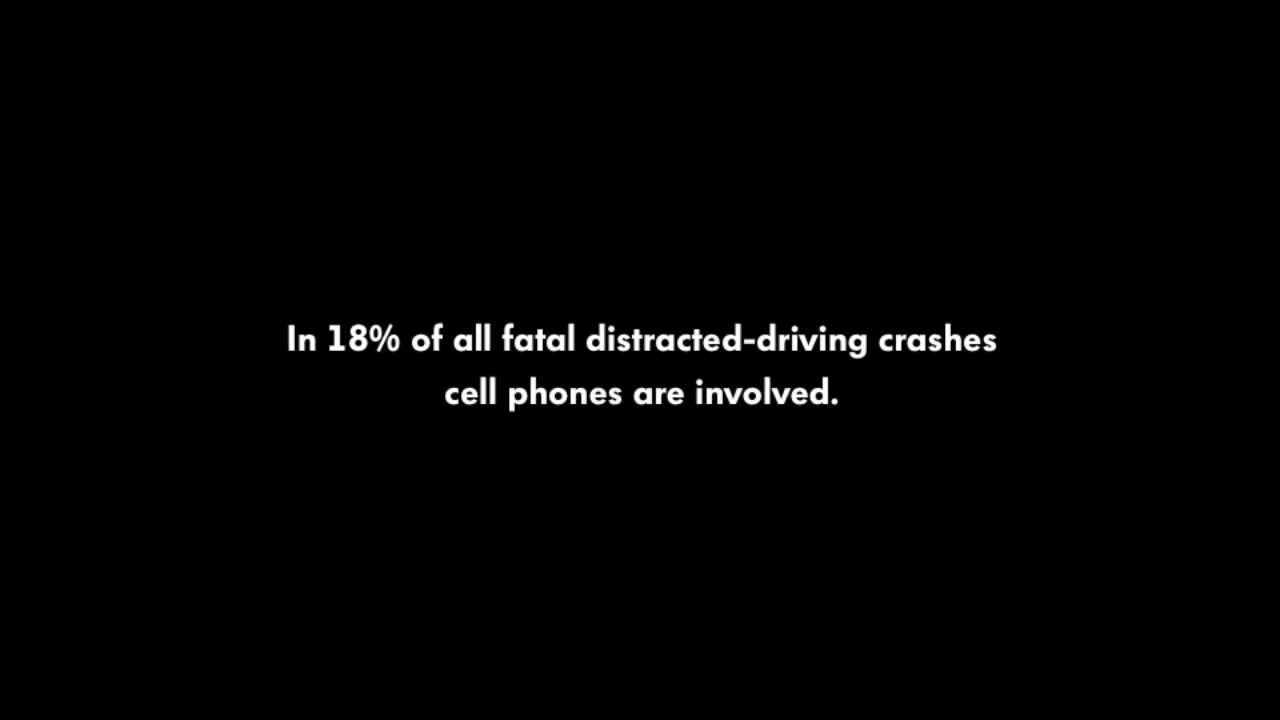 In 18% of all fatal distracted-driving crashes
cell phones are involved.